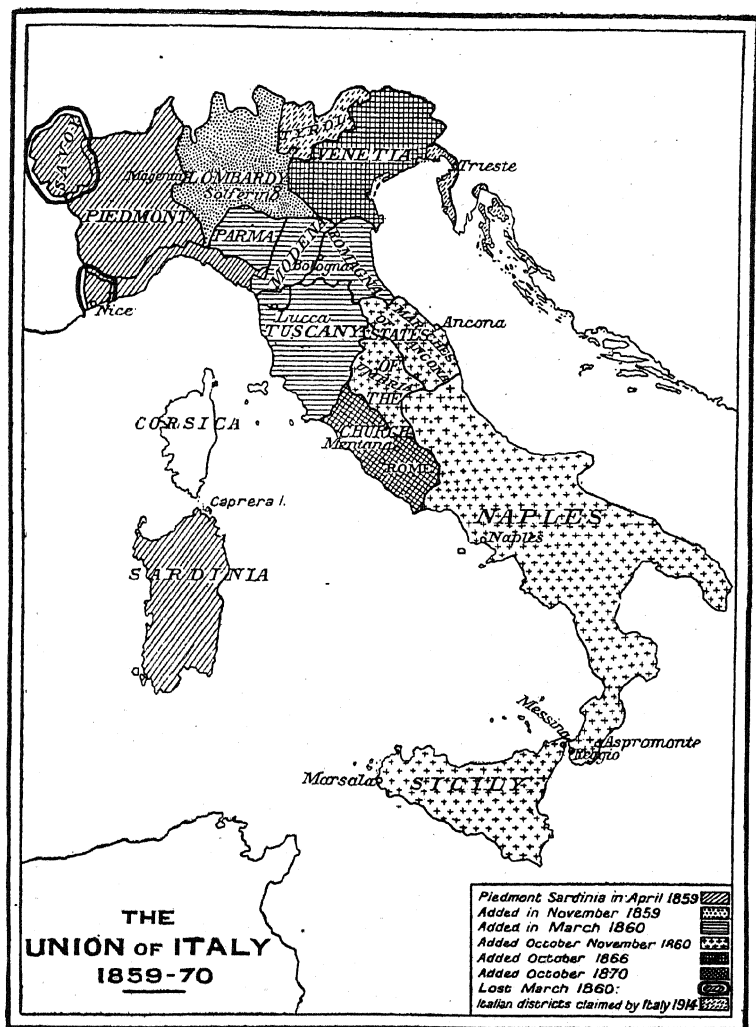 SAVOY
TYROL
VENETIA
Trieste
Magenta
LOMBARDY
Solferino
PIEDMONT
PARMA
MODENA
ROMAGNA
Bologna
Nice
Lucca
TUSCANY
STATES
MARCHES
OF ANCONA
Ancona
OF
THE
CHURCH
Mentana
ROME
CORSICA
Caprera I.
SARDINIA
NAPLES
Naples
Messina
Aspromonte
Reggio
Marsala
SICILY
THE
UNION OF ITALY
1859-70
Piedmont Sardinia in April 1859
Added in November 1859
Added in March 1860
Added October November 1860
Added October 1866
Added October 1870
Lost March 1860:
Italian districts claimed by Italy 1914